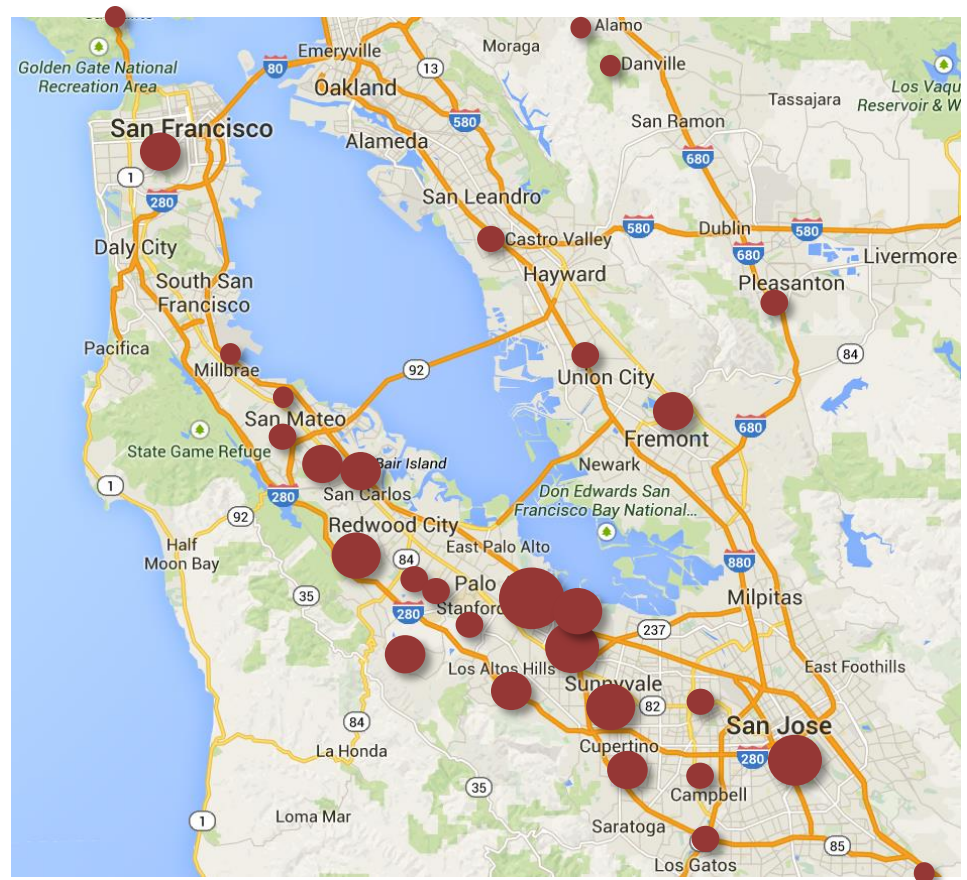 Alamo
Emeryville
Moraga
80
13
Danville
Golden Gate National
Recreation Area
Oakland
Los Vaqu
Reservoir & W
Tassajara
580
San Ramon
San Francisco
Alameda
680
1
280
San Leandro
580
Dublin
580
Castro Valley
Daly City
680
Livermore
Hayward
South San
Francisco
Pleasanton
Pacifica
84
Millbrae
92
Union City
San Mateo
680
Fremont
State Game Refuge
Bair Island
Newark
1
280
San Carlos
Don Edwards San
Francisco Bay National...
92
Redwood City
Half
Moon Bay
East Palo Alto
84
880
Palo
35
Milpitas
280
Stanford
237
Los Altos Hills
East Foothills
Sunnyvale
82
84
San Jose
La Honda
Cupertino
280
35
Campbell
1
Loma Mar
Saratoga
85
Los Gatos